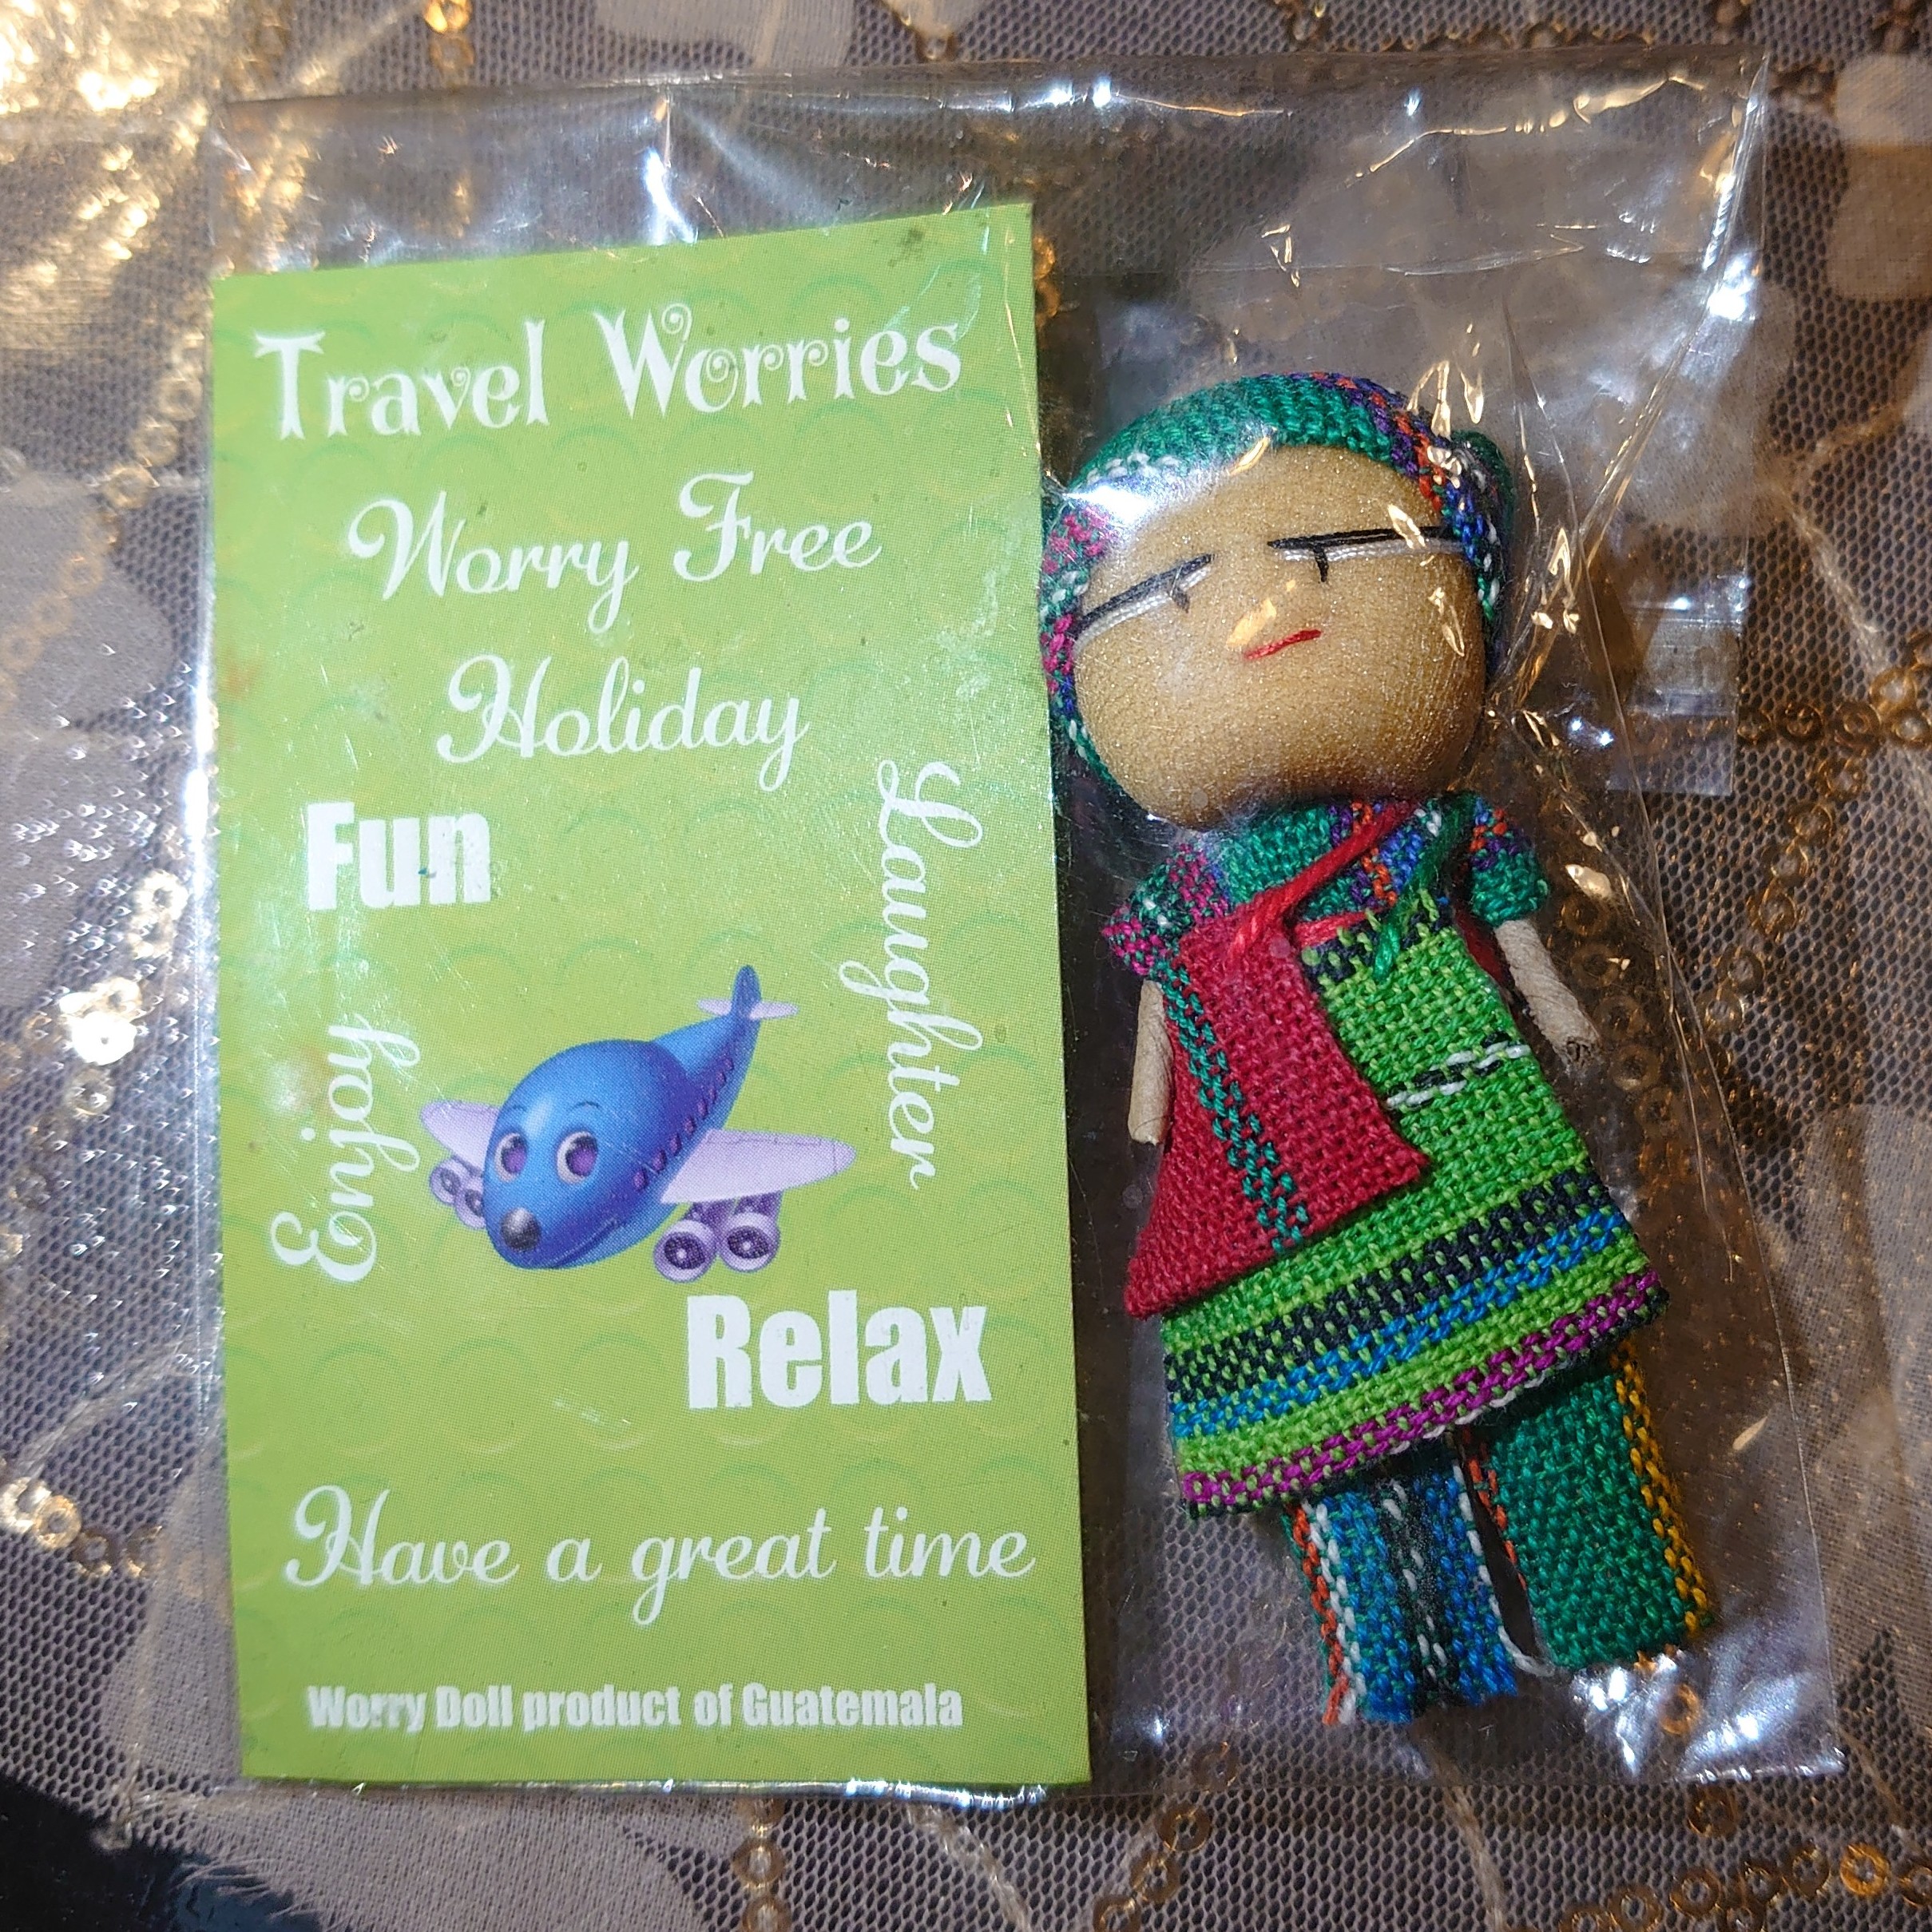 Travel Worries
Worry Free
Holiday
Fun
Laughter
Enjoy
Relax
Have a great time
Worry Doll product of Guatemala